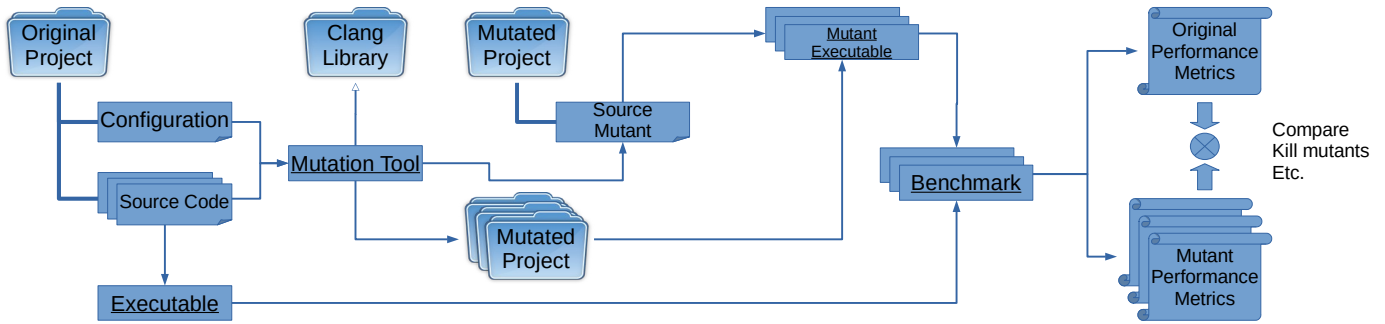 Original
Project
Clang
Library
Mutated
Project
Mutant
Executable
Original
Performance
Metrics
Configuration
Source
Mutant
Compare
Kill mutants
Etc.
Mutation Tool
Benchmark
Source Code
Mutated
Project
Mutant
Performance
Metrics
Executable